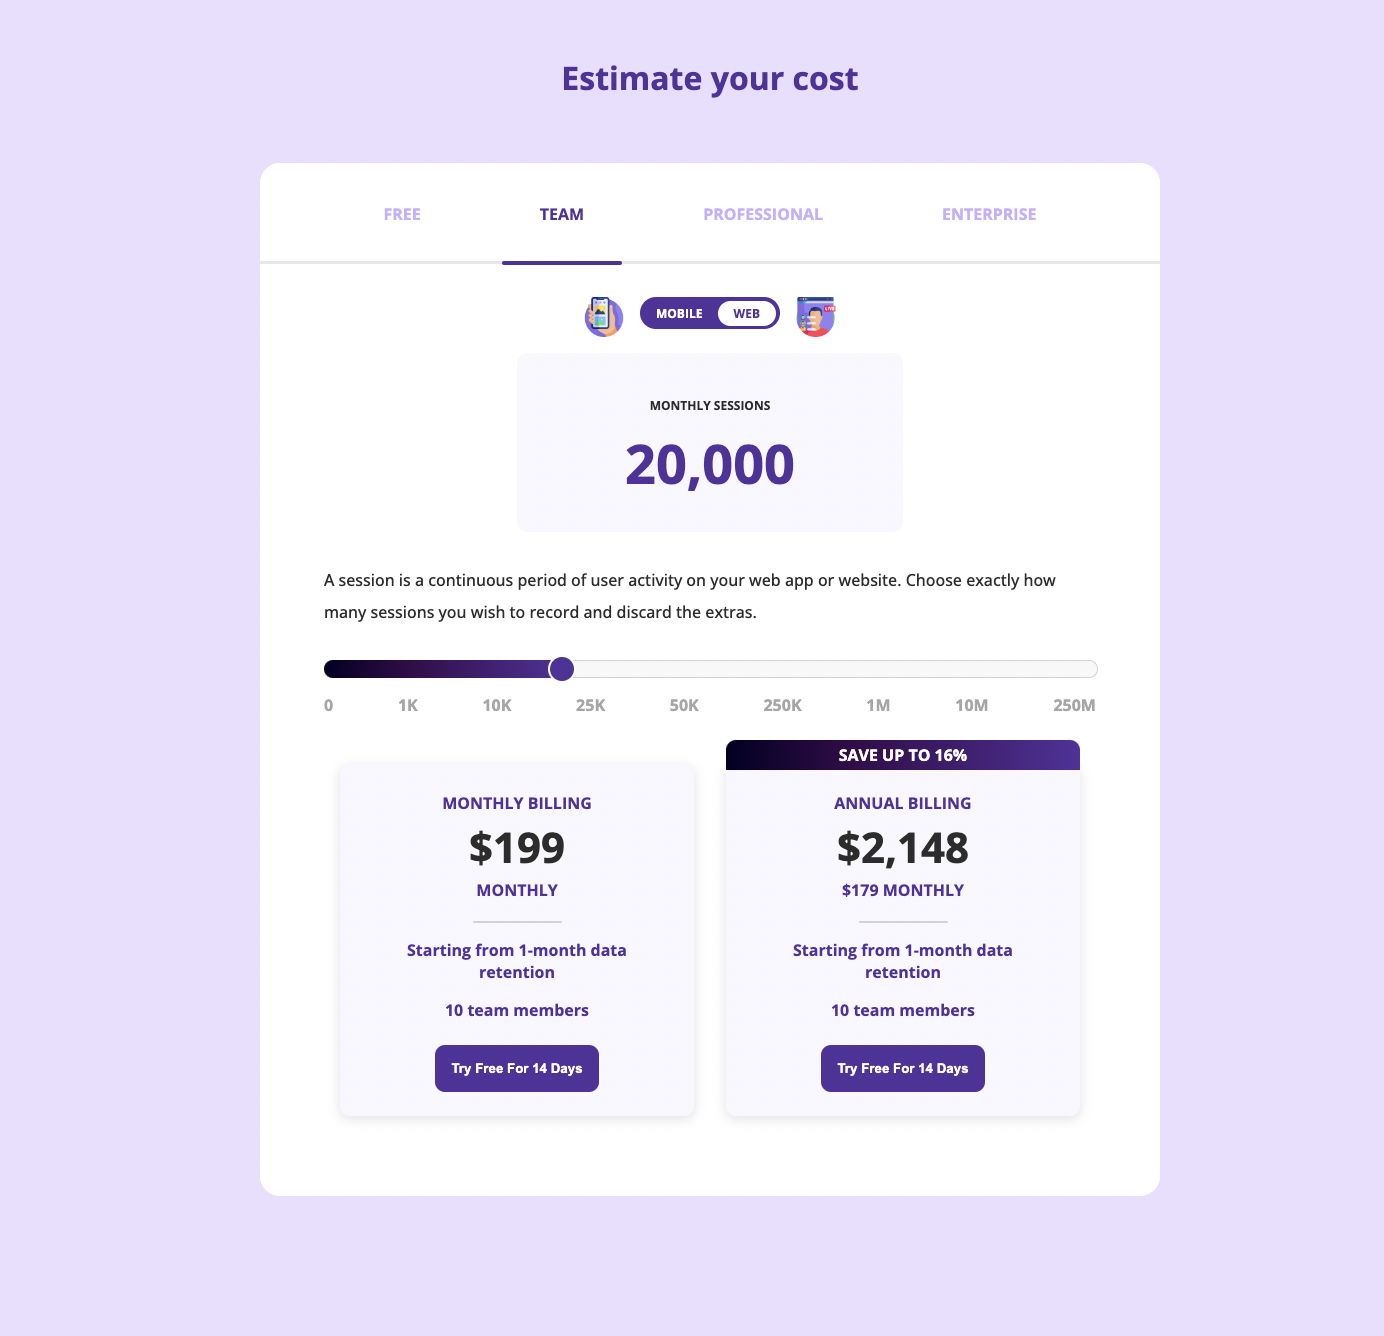 Estimate your cost
FREE
TEAM
PROFESSIONAL
ENTERPRISE
MOBILE
WEB
LIVE
MONTHLY SESSIONS
20,000
A session is a continuous period of user activity on your web app or website. Choose exactly how
many sessions you wish to record and discard the extras.
0
1K
10K
25K
50K
250K
1M
10M
250M
MONTHLY BILLING
$199
MONTHLY
Starting from 1-month data
retention
10 team members
Try Free For 14 Days
SAVE UP TO 16%
ANNUAL BILLING
$2,148
$179 MONTHLY
Starting from 1-month data
retention
10 team members
Try Free For 14 Days